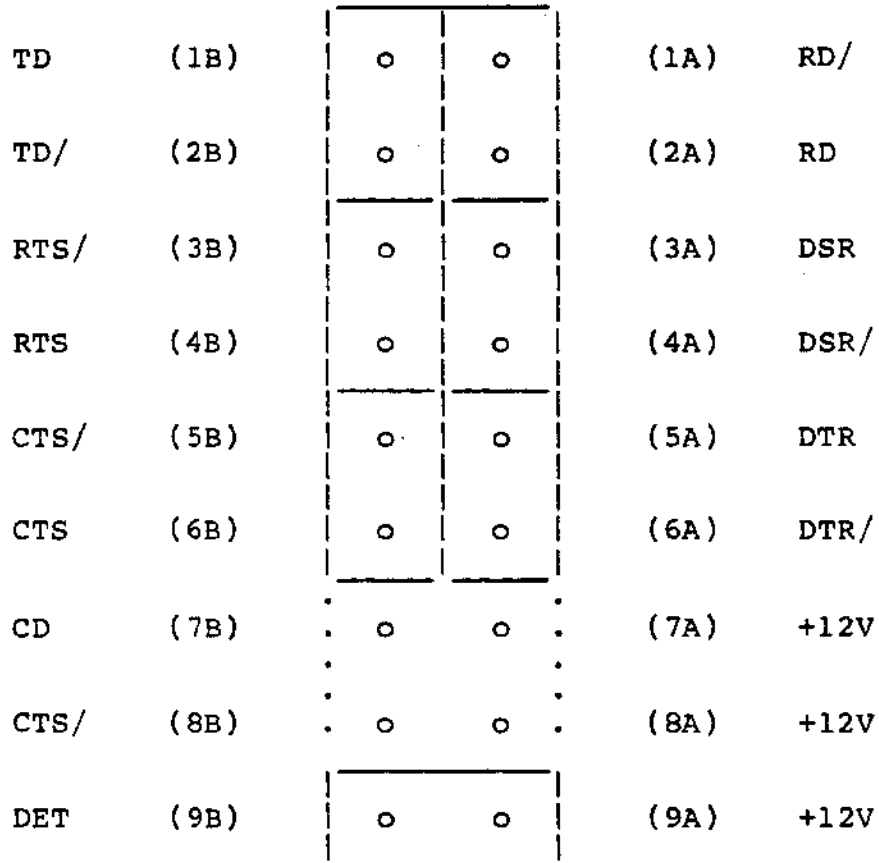 TD (1B) (1A) RD/
TD/ (2B) (2A) RD
RTS/ (3B) (3A) DSR
RTS (4B) (4A) DSR/
CTS/ (5B) (5A) DTR
CTS (6B) (6A) DTR/
CD (7B) (7A) +12V
CTS/ (8B) (8A) +12V
DET (9B) (9A) +12V